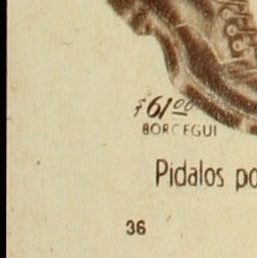 $61.00
BORCEGUI
Pidalos po
36